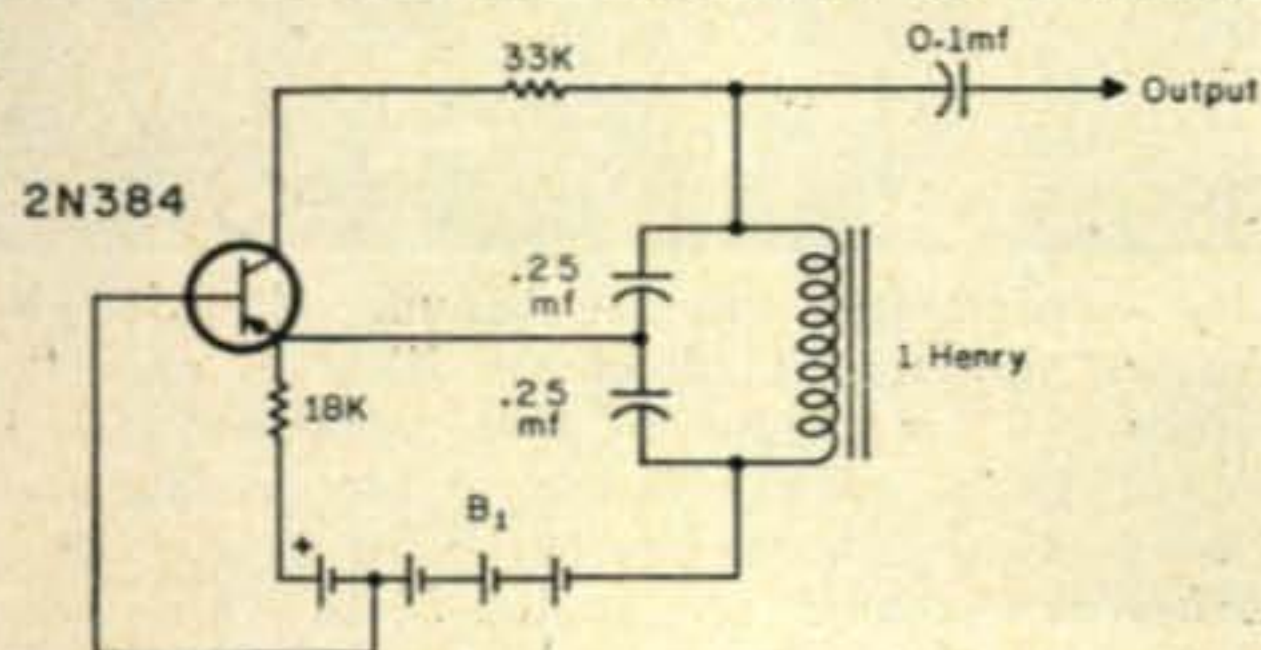 33K
0.1mf
Output
2N384
.25
mf
1 Henry
.25
mf
18K
B₁
+